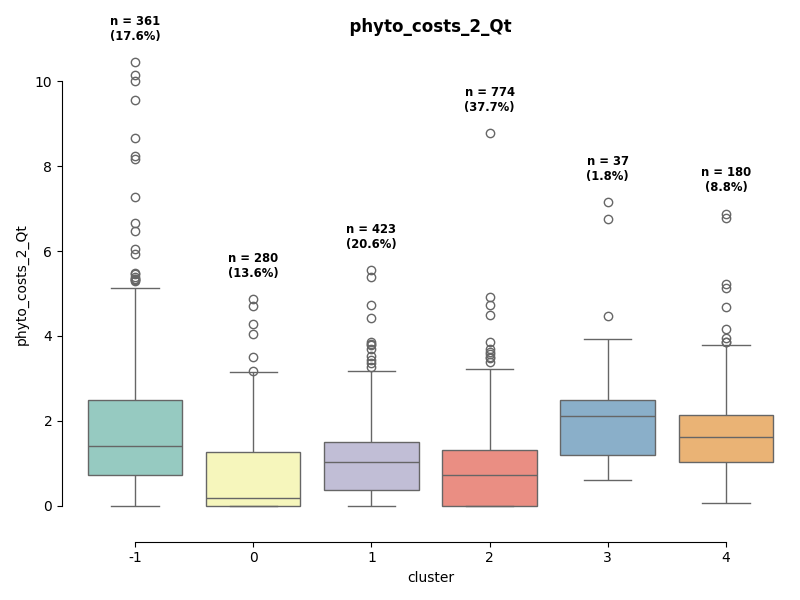 phyto_costs_2_Qt
n = 361
(17.6%)
n = 280
(13.6%)
n = 423
(20.6%)
n = 774
(37.7%)
n = 37
(1.8%)
n = 180
(8.8%)
phyto_costs_2_Qt
10
8
6
4
2
0
-1
0
1
2
3
4
cluster